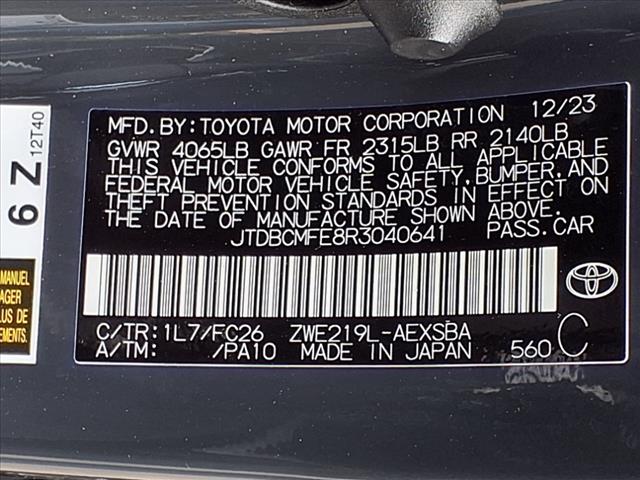 MFD.BY:TOYOTA MOTOR CORPORATION 12/23
GVWR 4065LB GAWR FR 2315LB RR 2140LB
THIS VEHICLE CONFORMS TO ALL APPLICABLE
FEDERAL MOTOR VEHICLE SAFETY,BUMPER,AND
THEFT PREVENTION STANDARDS IN EFFECT ON
THE DATE OF MANUFACTURE SHOWN ABOVE.
JTDBCMFE8R3040641 PASS.CAR
C/TR:1L7/FC26 ZWE219L-AEXSBA
A/TM: /PA10 MADE IN JAPAN 560 C
6 Z
12T40
MANUEL
AGER
LUS DE
EMENTS.